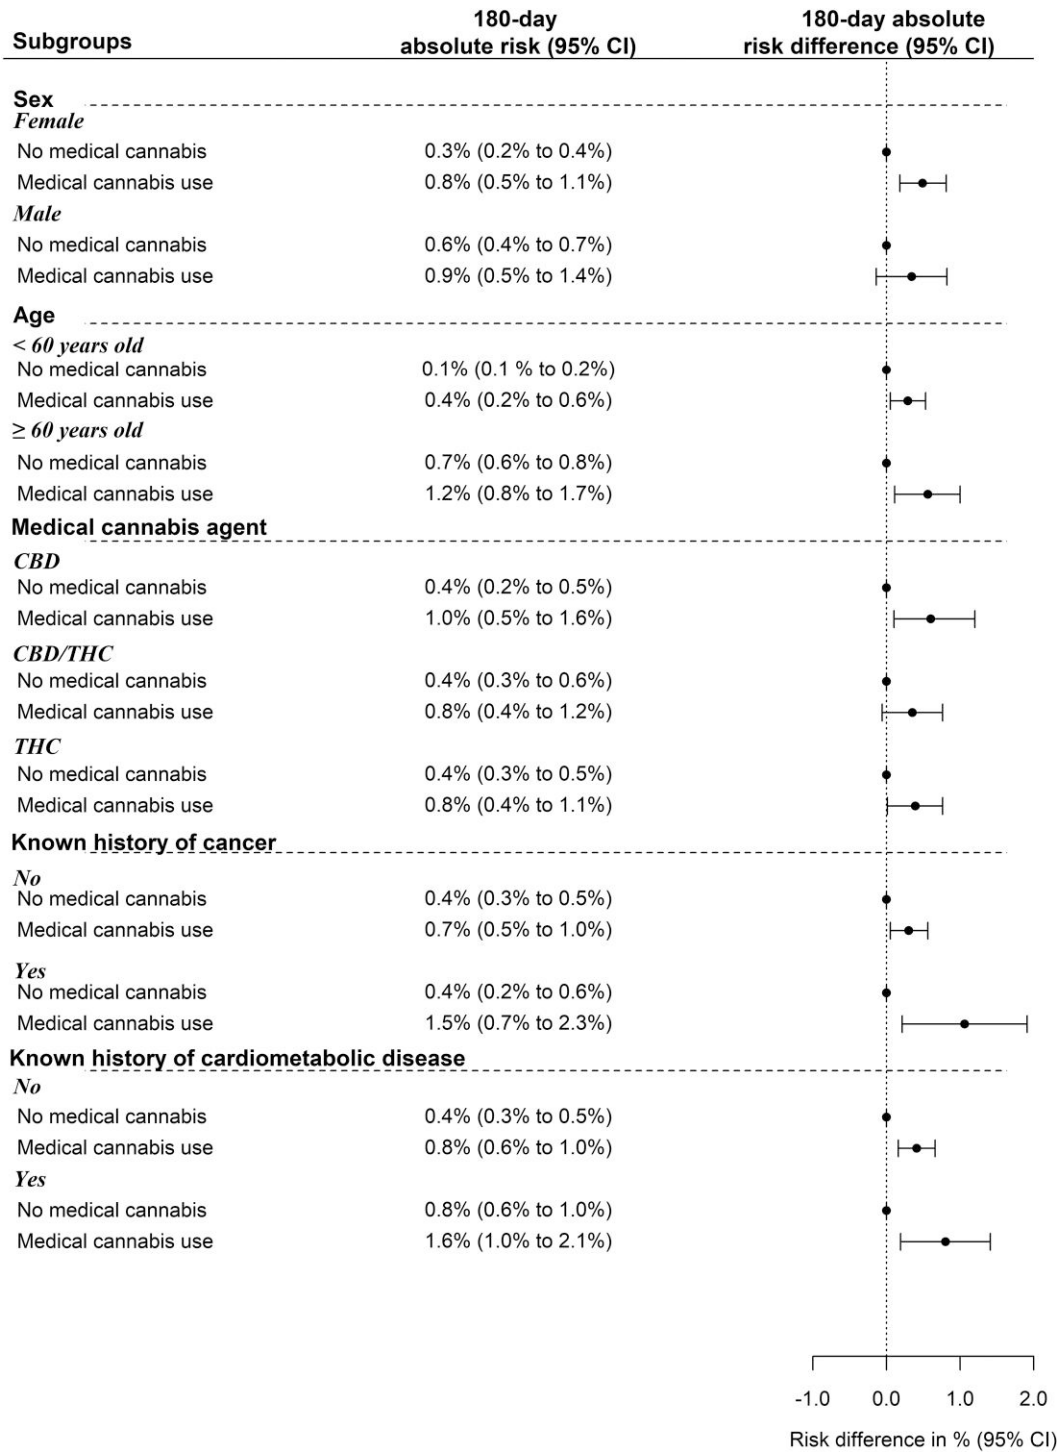 Subgroups 180-day absolute risk (95% CI) 180-day absolute risk difference (95% CI)
Sex
Female
No medical cannabis 0.3% (0.2% to 0.4%)
Medical cannabis use 0.8% (0.5% to 1.1%)
Male
No medical cannabis 0.6% (0.4% to 0.7%)
Medical cannabis use 0.9% (0.5% to 1.4%)
Age
< 60 years old
No medical cannabis 0.1% (0.1 % to 0.2%)
Medical cannabis use 0.4% (0.2% to 0.6%)
≥ 60 years old
No medical cannabis 0.7% (0.6% to 0.8%)
Medical cannabis use 1.2% (0.8% to 1.7%)
Medical cannabis agent
CBD
No medical cannabis 0.4% (0.2% to 0.5%)
Medical cannabis use 1.0% (0.5% to 1.6%)
CBD/THC
No medical cannabis 0.4% (0.3% to 0.6%)
Medical cannabis use 0.8% (0.4% to 1.2%)
THC
No medical cannabis 0.4% (0.3% to 0.5%)
Medical cannabis use 0.8% (0.4% to 1.1%)
Known history of cancer
No
No medical cannabis 0.4% (0.3% to 0.5%)
Medical cannabis use 0.7% (0.5% to 1.0%)
Yes
No medical cannabis 0.4% (0.2% to 0.6%)
Medical cannabis use 1.5% (0.7% to 2.3%)
Known history of cardiometabolic disease
No
No medical cannabis 0.4% (0.3% to 0.5%)
Medical cannabis use 0.8% (0.6% to 1.0%)
Yes
No medical cannabis 0.8% (0.6% to 1.0%)
Medical cannabis use 1.6% (1.0% to 2.1%)
-1.0 0.0 1.0 2.0
Risk difference in % (95% CI)